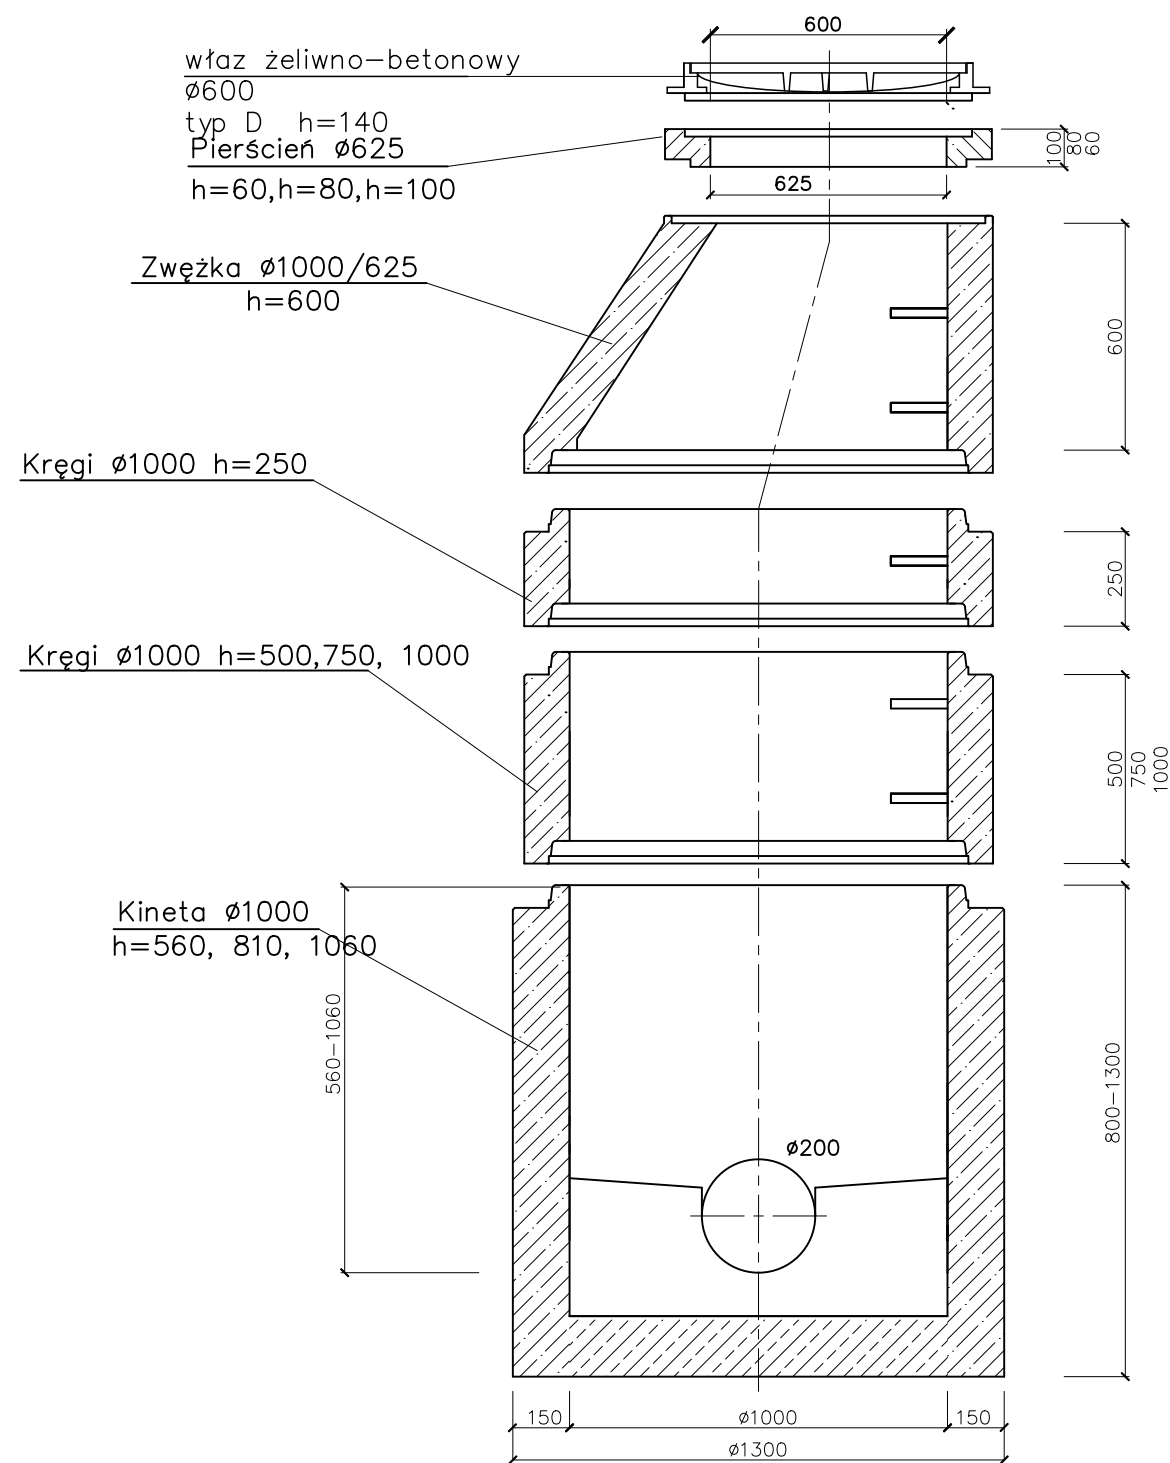 600
właz żeliwno-betonowy
ø600
typ D h=140
Pierścień ø625
h=60,h=80,h=100
100
80
60
625
Zwężka ø1000/625
h=600
600
Kręgi ø1000 h=250
250
Kręgi ø1000 h=500,750, 1000
500
750
1000
Kineta ø1000
h=560, 810, 1060
560-1060
800-1300
ø200
150
ø1000
150
ø1300